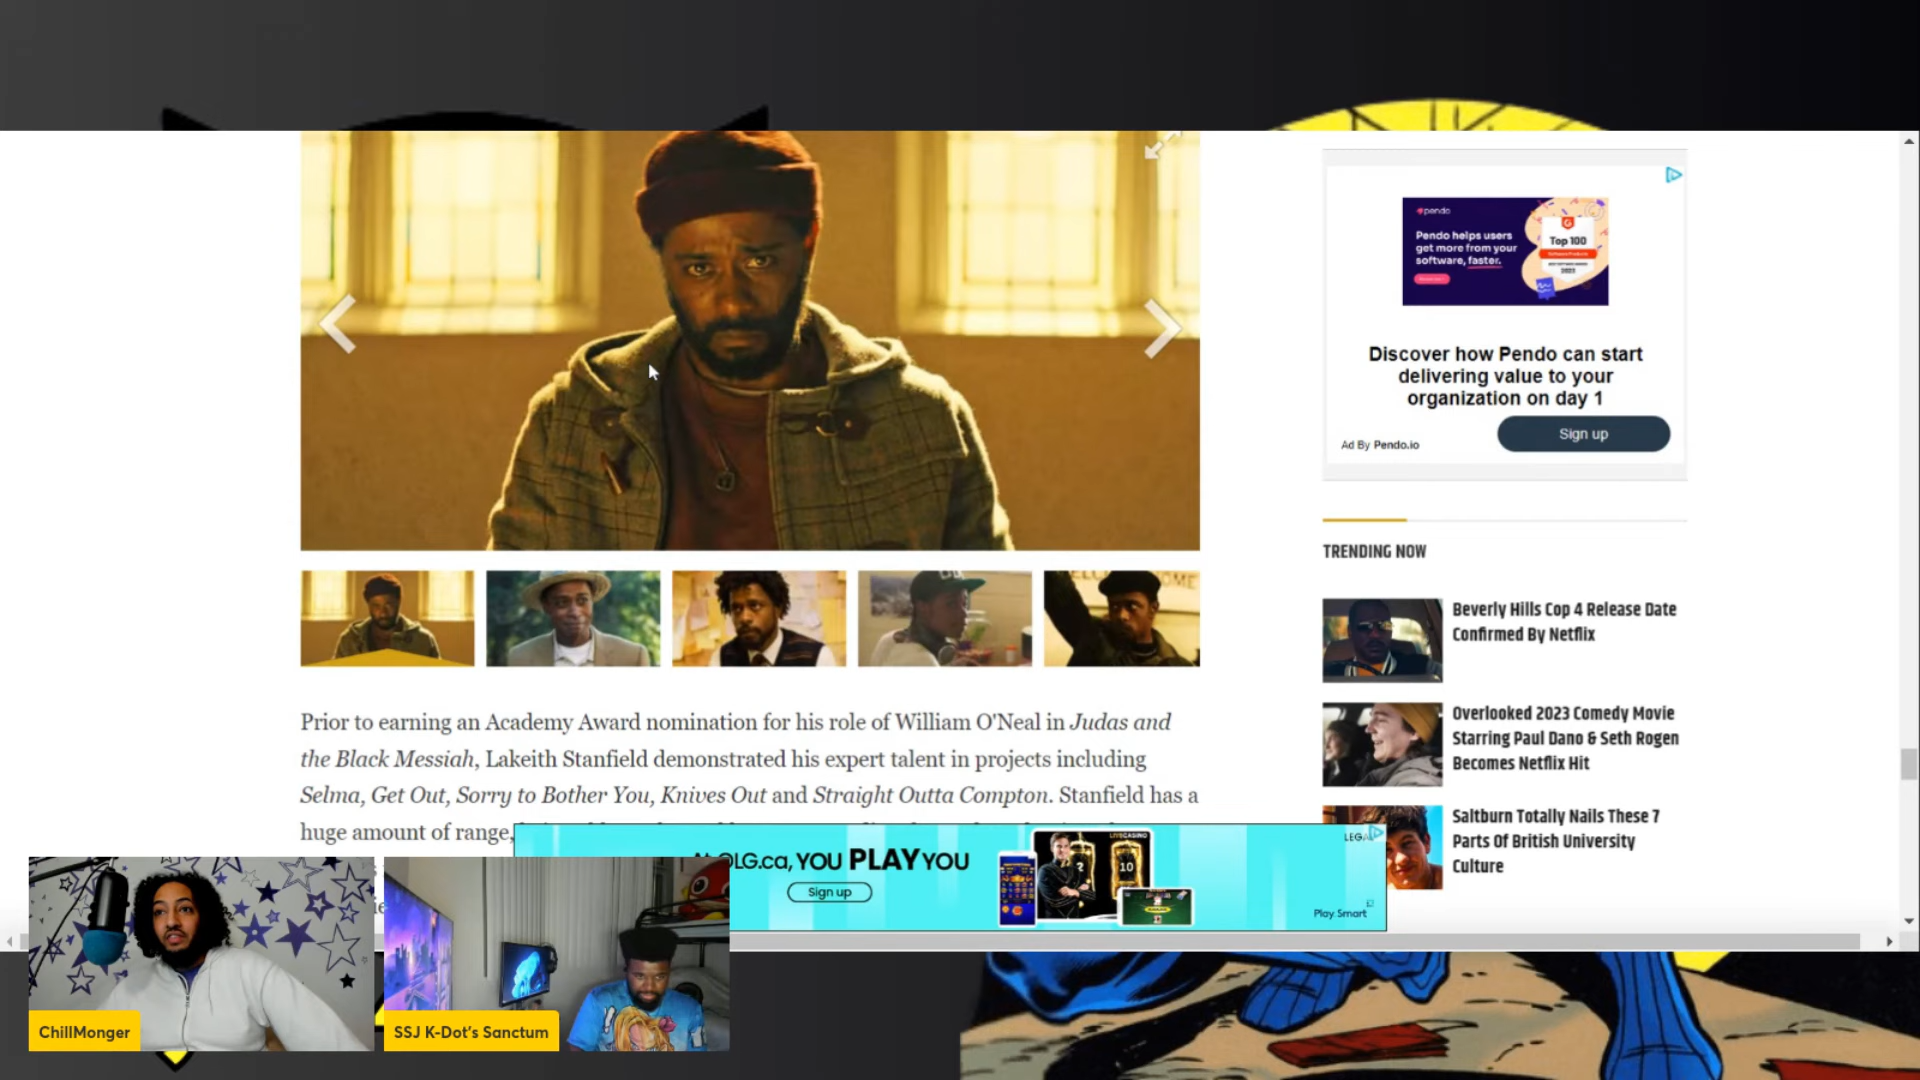 pendo
Pendo helps users
get more from your
software, faster.
Top 100
2023
Discover how Pendo can start
delivering value to your
organization on day 1
Ad By Pendo.io
Sign up
TRENDING NOW
Beverly Hills Cop 4 Release Date
Confirmed By Netflix
Overlooked 2023 Comedy Movie
Starring Paul Dano & Seth Rogen
Becomes Netflix Hit
Saltburn Totally Nails These 7
Parts Of British University
Culture
Prior to earning an Academy Award nomination for his role of William O'Neal in Judas and
the Black Messiah, Lakeith Stanfield demonstrated his expert talent in projects including
Selma, Get Out, Sorry to Bother You, Knives Out and Straight Outta Compton. Stanfield has a
huge amount of range,
At OLG.ca, YOU PLAY YOU
Sign up
LIVE CASINO
?
10
LEGAL
Play Smart
ChillMonger
SSJ K-Dot's Sanctum